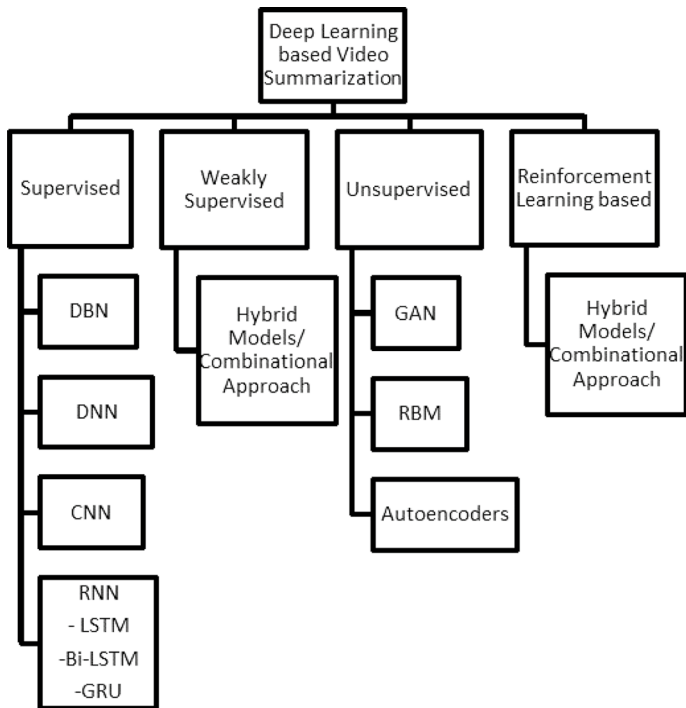 Deep Learning
based Video
Summarization
Supervised
DBN
DNN
CNN
RNN
- LSTM
-Bi-LSTM
-GRU
Weakly
Supervised
Hybrid
Models/
Combinational
Approach
Unsupervised
GAN
RBM
Autoencoders
Reinforcement
Learning based
Hybrid
Models/
Combinational
Approach